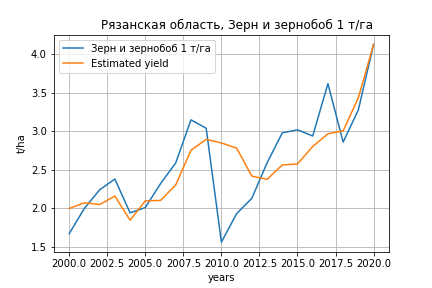 Рязанская область, Зерн и зернобоб 1 т/га
Зерн и зернобоб 1 т/га
Estimated yield
t/ha
4.0
3.5
3.0
2.5
2.0
1.5
2000.0 2002.5 2005.0 2007.5 2010.0 2012.5 2015.0 2017.5 2020.0
years